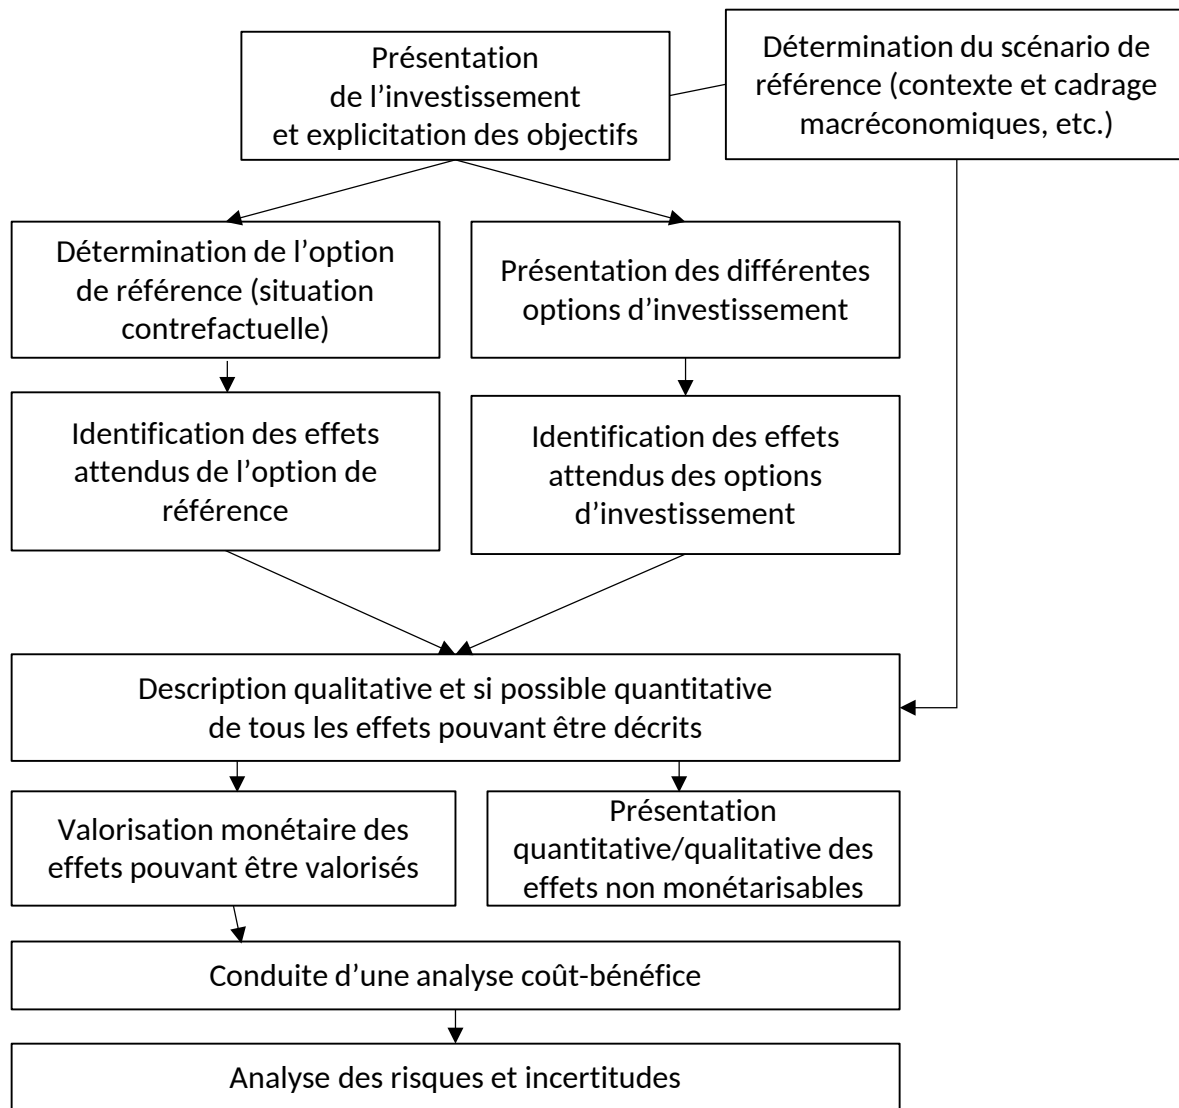 Présentation
de l’investissement
et explicitation des objectifs
Détermination du scénario de
référence (contexte et cadrage
macréconomiques, etc.)
Détermination de l’option
de référence (situation
contrefactuelle)
Présentation des différentes
options d’investissement
Identification des effets
attendus de l’option de
référence
Identification des effets
attendus des options
d’investissement
Description qualitative et si possible quantitative
de tous les effets pouvant être décrits
Valorisation monétaire des
effets pouvant être valorisés
Présentation
quantitative/qualitative des
effets non monétarisables
Conduite d’une analyse coût-bénéfice
Analyse des risques et incertitudes